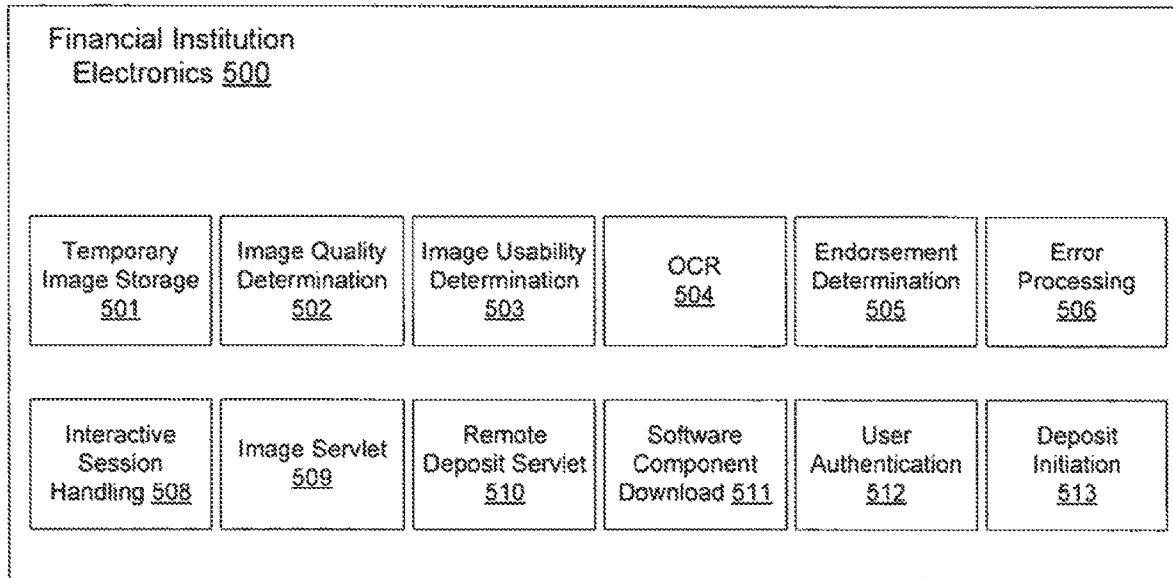 Financial Institution
Electronics 500
Temporary
Image Storage
501
Image Quality
Determination
502
Image Usability
Determination
503
OCR
504
Endorsement
Determination
505
Error
Processing
506
Interactive
Session
Handling 508
Image Servlet
509
Remote
Deposit Servlet
510
Software
Component
Download 511
User
Authentication
512
Deposit
Initiation
513